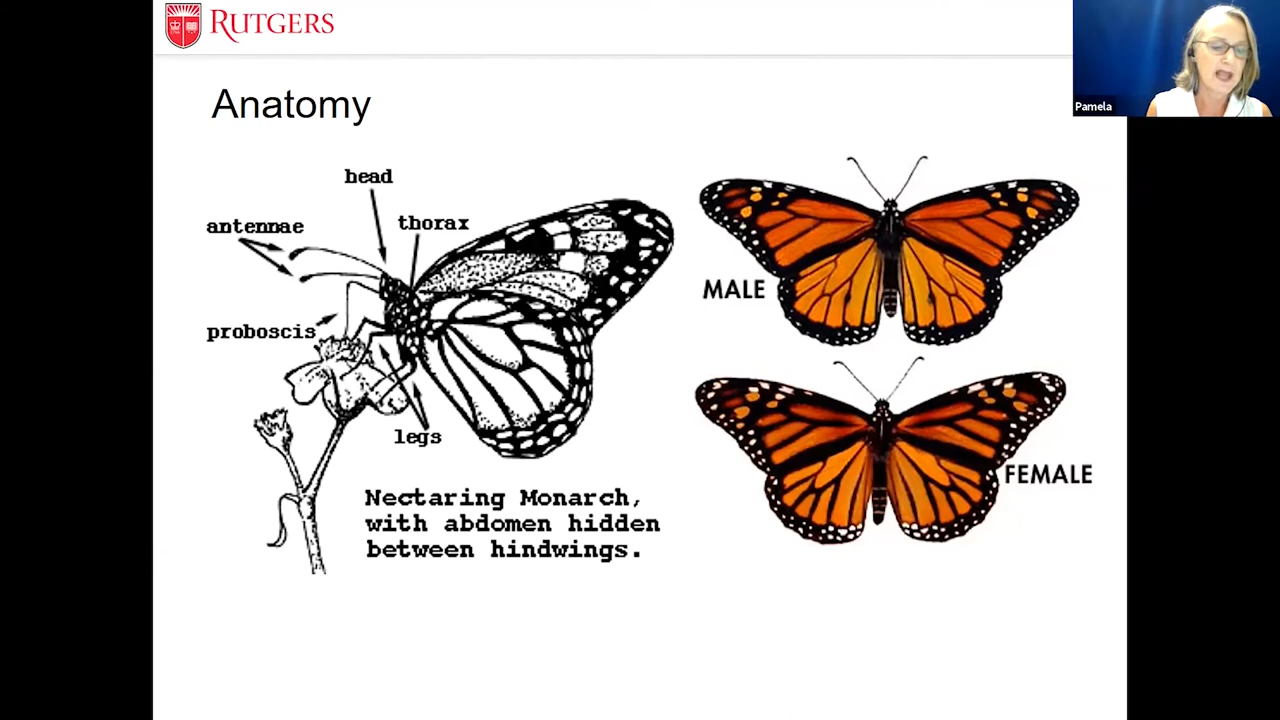 RUTGERS
Pamela
Anatomy
head
antennae
thorax
proboscis
legs
Nectaring Monarch,
with abdomen hidden
between hindwings.
MALE
FEMALE